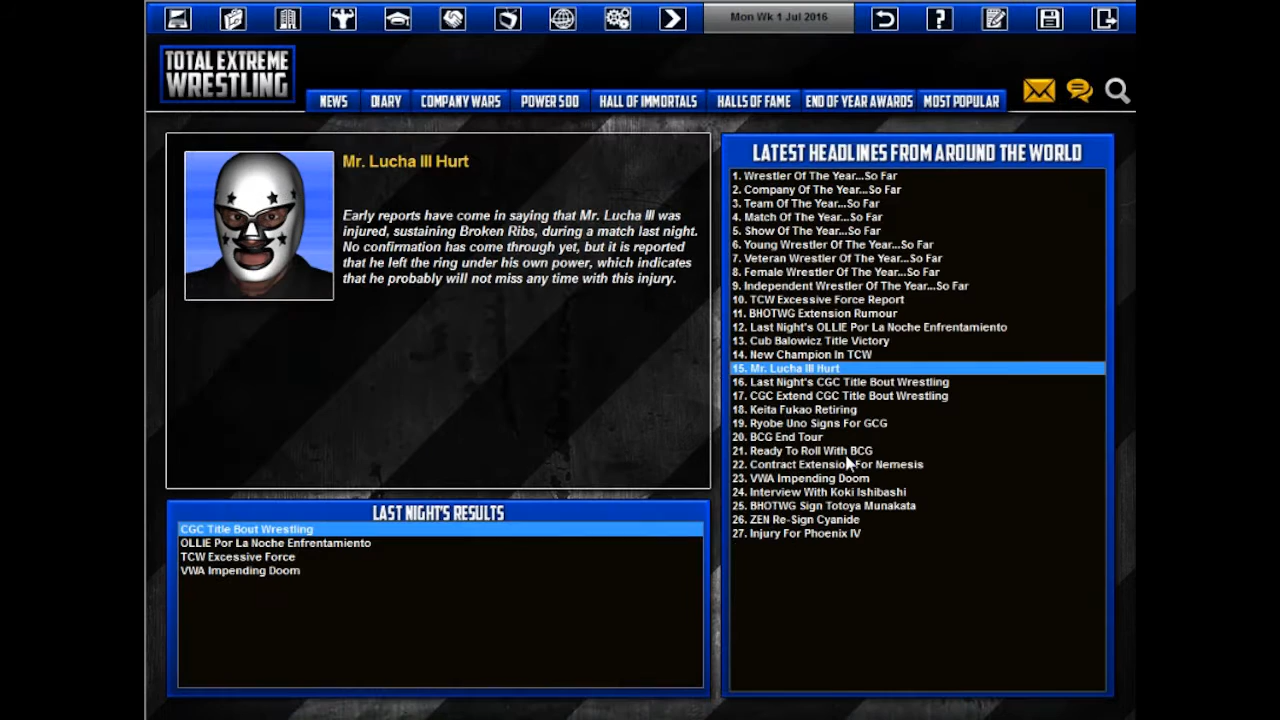 Mon Wk 1 Jul 2016
TOTAL EXTREME
WRESTLING
NEWS
DIARY
COMPANY WARS
POWER 500
HALL OF IMMORTALS
HALLS OF FAME
END OF YEAR AWARDS
MOST POPULAR
Mr. Lucha III Hurt
Early reports have come in saying that Mr. Lucha III was
injured, sustaining Broken Ribs, during a match last night.
No confirmation has come through yet, but it is reported
that he left the ring under his own power, which indicates
that he probably will not miss any time with this injury.
LAST NIGHT'S RESULTS
CGC Title Bout Wrestling
OLLIE Por La Noche Enfrentamiento
TCW Excessive Force
VWA Impending Doom
LATEST HEADLINES FROM AROUND THE WORLD
1. Wrestler Of The Year...So Far
2. Company Of The Year...So Far
3. Team Of The Year...So Far
4. Match Of The Year...So Far
5. Show Of The Year...So Far
6. Young Wrestler Of The Year...So Far
7. Veteran Wrestler Of The Year...So Far
8. Female Wrestler Of The Year...So Far
9. Independent Wrestler Of The Year...So Far
10. TCW Excessive Force Report
11. BHOTWG Extension Rumour
12. Last Night's OLLIE Por La Noche Enfrentamiento
13. Cub Balowicz Title Victory
14. New Champion In TCW
15. Mr. Lucha III Hurt
16. Last Night's CGC Title Bout Wrestling
17. CGC Extend CGC Title Bout Wrestling
18. Keita Fukao Retiring
19. Ryobe Uno Signs For GCG
20. BCG End Tour
21. Ready To Roll With BCG
22. Contract Extension For Nemesis
23. VWA Impending Doom
24. Interview With Koki Ishibashi
25. BHOTWG Sign Totoya Munakata
26. ZEN Re-Sign Cyanide
27. Injury For Phoenix IV